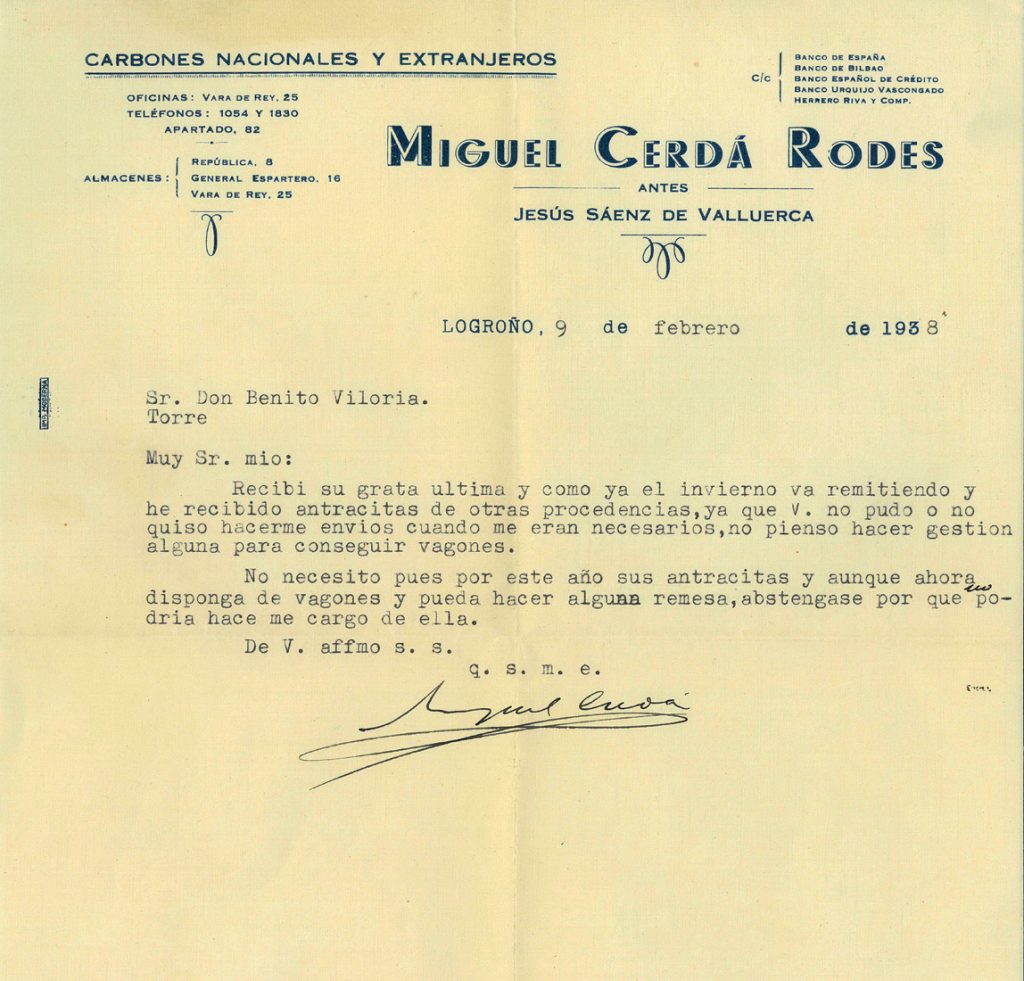 CARBONES NACIONALES Y EXTRANJEROS
OFICINAS: VARA DE REY, 25
TELÉFONOS: 1054 Y 1830
APARTADO, 82
ALMACENES:
REPÚBLICA, 8
GENERAL ESPARTERO, 16
VARA DE REY, 25
C/C
BANCO DE ESPAÑA
BANCO DE BILBAO
BANCO ESPAÑOL DE CRÉDITO
BANCO URQUIJO VASCONGADO
HERRERO RIVA Y COMP.
MIGUEL CERDÁ RODES
ANTES
JESÚS SÁENZ DE VALLUERCA
LOGROÑO, 9 de febrero de 1938
IMP. MODERNA
Sr. Don Benito Viloria.
Torre
Muy Sr. mio:
Recibi su grata ultima y como ya el invierno va remitiendo y
he recibido antracitas de otras procedencias,ya que V. no pudo o no
quiso hacerme envios cuando me eran necesarios,no pienso hacer gestion
alguna para conseguir vagones.
No necesito pues por este año sus antracitas y aunque ahora
disponga de vagones y pueda hacer alguna remesa,abstengase por que no po-
dria hace me cargo de ella.
De V. affmo s. s.
q. s. m. e.
Miguel Cerdá